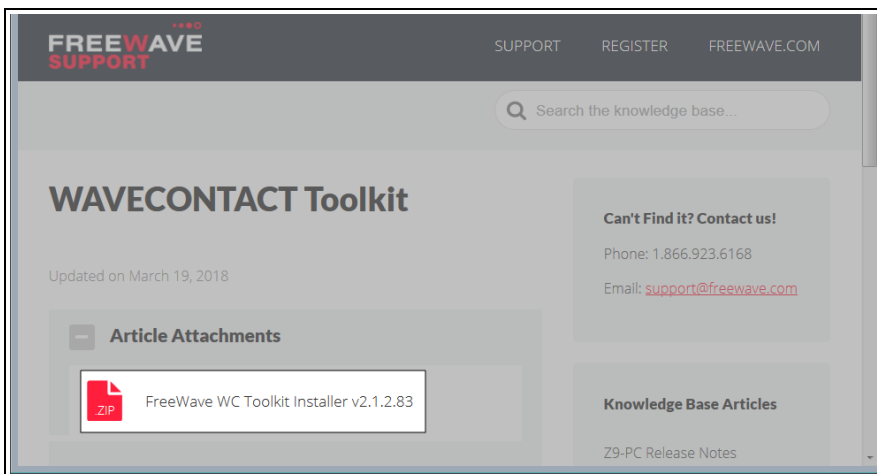 FREEWAVE
SUPPORT
SUPPORT REGISTER FREEWAVE.COM
Search the knowledge base...
WAVECONTACT Toolkit
Updated on March 19, 2018
Article Attachments
.ZIP FreeWave WC Toolkit Installer v2.1.2.83
Can't Find it? Contact us!
Phone: 1.866.923.6168
Email: support@freewave.com
Knowledge Base Articles
Z9-PC Release Notes